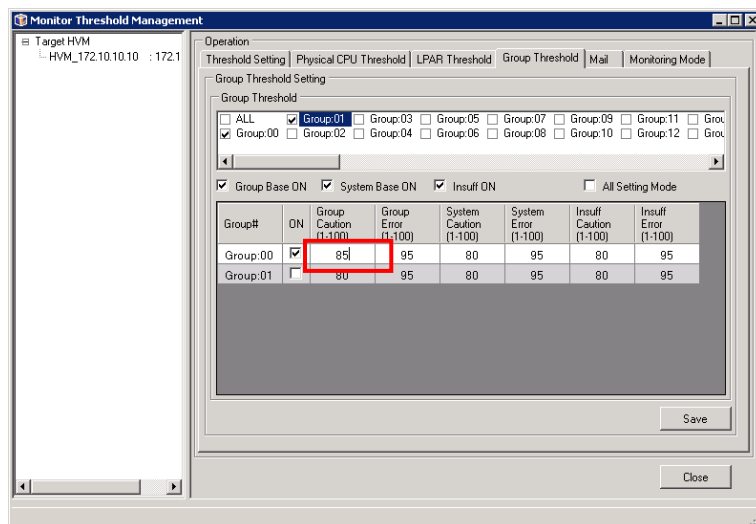 Monitor Threshold Management
Target HVM
HVM_172.10.10.10 : 172.1
Operation
Threshold Setting Physical CPU Threshold LPAR Threshold Group Threshold Mail Monitoring Mode
Group Threshold Setting
Group Threshold
ALL Group:01 Group:03 Group:05 Group:07 Group:09 Group:11 Grou
Group:00 Group:02 Group:04 Group:06 Group:08 Group:10 Group:12 Grou
Group Base ON System Base ON Insuff ON All Setting Mode
Group# ON Group Caution (1-100) Group Error (1-100) System Caution (1-100) System Error (1-100) Insuff Caution (1-100) Insuff Error (1-100)
Group:00 85 95 80 95 80 95
Group:01 80 95 80 95 80 95
Save
Close